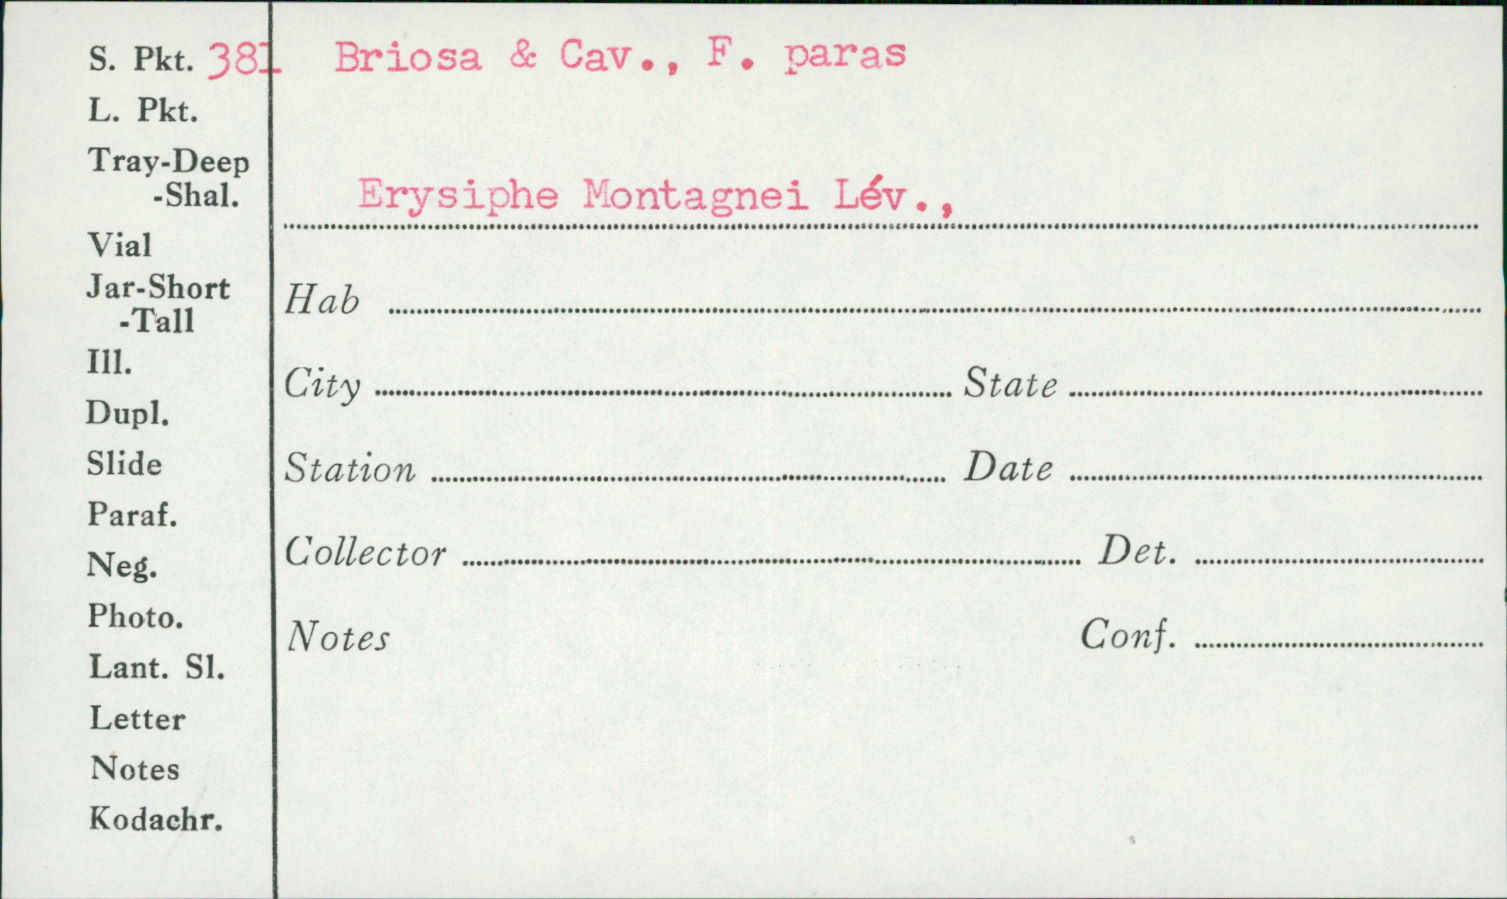 S. Pkt. 381 Briosa & Cav., F. paras
L. Pkt.
Tray-Deep
-Shal.
Erysiphe Montagnei Lév.,
Vial
Jar-Short
-Tall
Hab
Ill.
City State
Dupl.
Slide
Station Date
Paraf.
Neg.
Collector Det.
Photo.
Notes Conf.
Lant. Sl.
Letter
Notes
Kodachr.